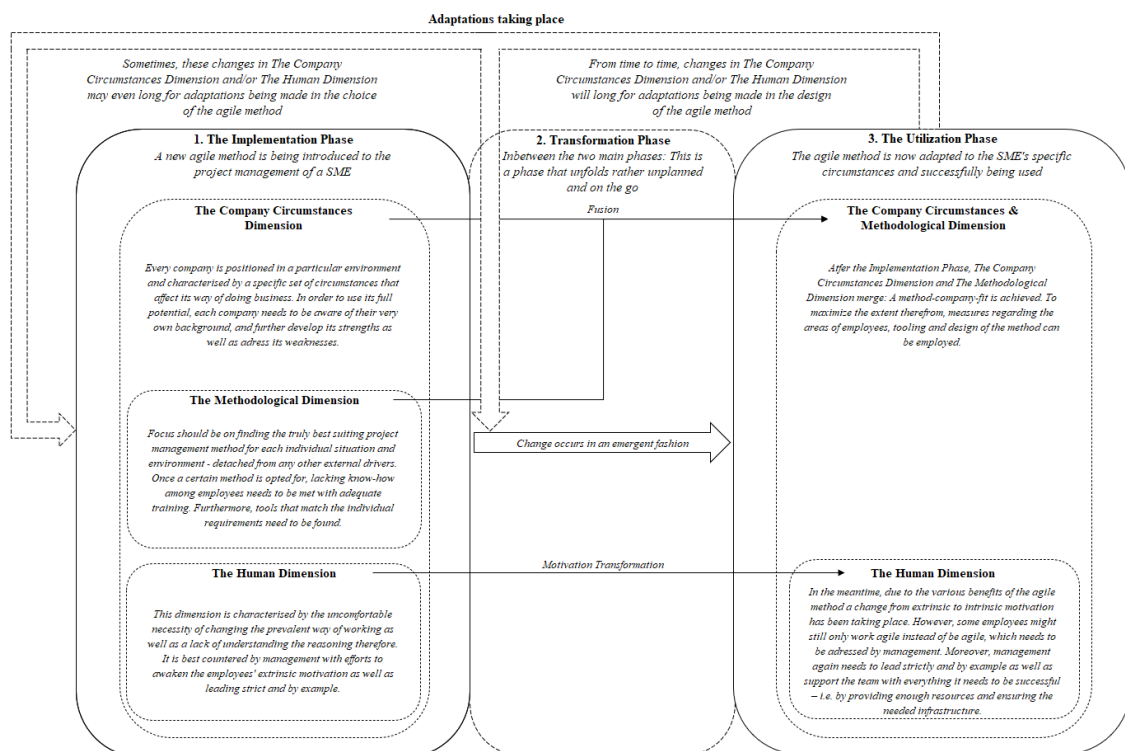 Adaptations taking place
Sometimes, these changes in The Company
Circumstances Dimension and/or The Human Dimension
may even long for adaptations being made in the choice
of the agile method
From time to time, changes in The Company
Circumstances Dimension and/or The Human Dimension
will long for adaptations being made in the design
of the agile method
1. The Implementation Phase
A new agile method is being introduced to the
project management of a SME
2. Transformation Phase
Inbetween the two main phases: This is
a phase that unfolds rather unplanned
and on the go
3. The Utilization Phase
The agile method is now adapted to the SME's specific
circumstances and successfully being used
The Company Circumstances
Dimension
Every company is positioned in a particular environment
and characterised by a specific set of circumstances that
affect its way of doing business. In order to use its full
potential, each company needs to be aware of their very
own background, and further develop its strengths as
well as adress its weaknesses.
Fusion
The Company Circumstances &
Methodological Dimension
Atfer the Implementation Phase, The Company
Circumstances Dimension and The Methodological
Dimension merge: A method-company-fit is achieved. To
maximize the extent therefrom, measures regarding the
areas of employees, tooling and design of the method can
be employed.
The Methodological Dimension
Focus should be on finding the truly best suiting project
management method for each individual situation and
environment - detached from any other external drivers.
Once a certain method is opted for, lacking know-how
among employees needs to be met with adequate
training. Furthermore, tools that match the individual
requirements need to be found.
Change occurs in an emergent fashion
The Human Dimension
This dimension is characterised by the uncomfortable
necessity of changing the prevalent way of working as
well as a lack of understanding the reasoning therefore.
It is best countered by management with efforts to
awaken the employees' extrinsic motivation as well as
leading strict and by example.
Motivation Transformation
The Human Dimension
In the meantime, due to the various benefits of the agile
method a change from extrinsic to intrinsic motivation
has been taking place. However, some employees might
still only work agile instead of be agile, which needs to
be adressed by management. Moreover, management
again needs to lead strictly and by example as well as
support the team with everything it needs to be successful
– i.e. by providing enough resources and ensuring the
needed infrastructure.